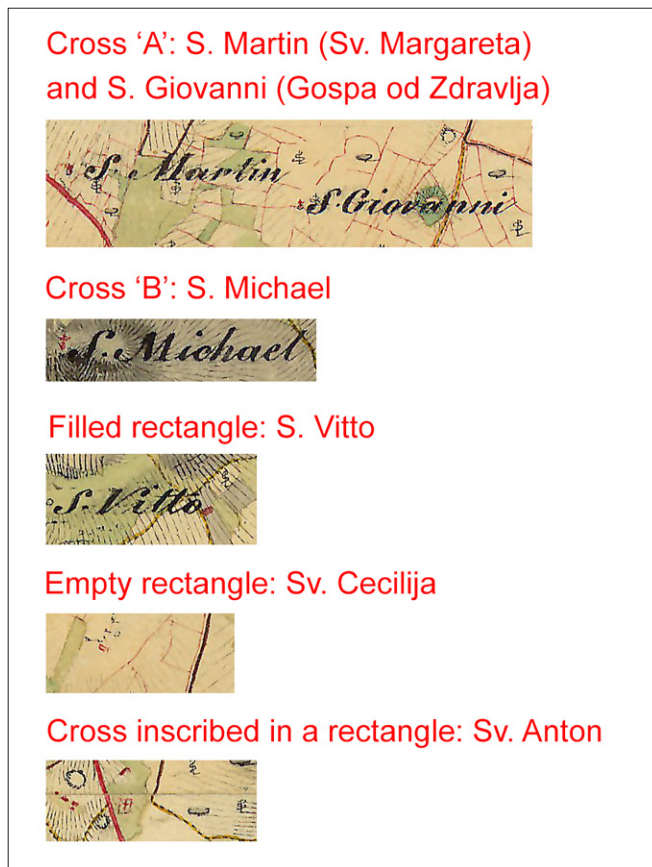 Cross ‘A’: S. Martin (Sv. Margareta)
and S. Giovanni (Gospa od Zdravlja)
S. Martin
S. Giovanni
Cross ‘B’: S. Michael
S. Michael
Filled rectangle: S. Vitto
S. Vitto
Empty rectangle: Sv. Cecilija
Cross inscribed in a rectangle: Sv. Anton